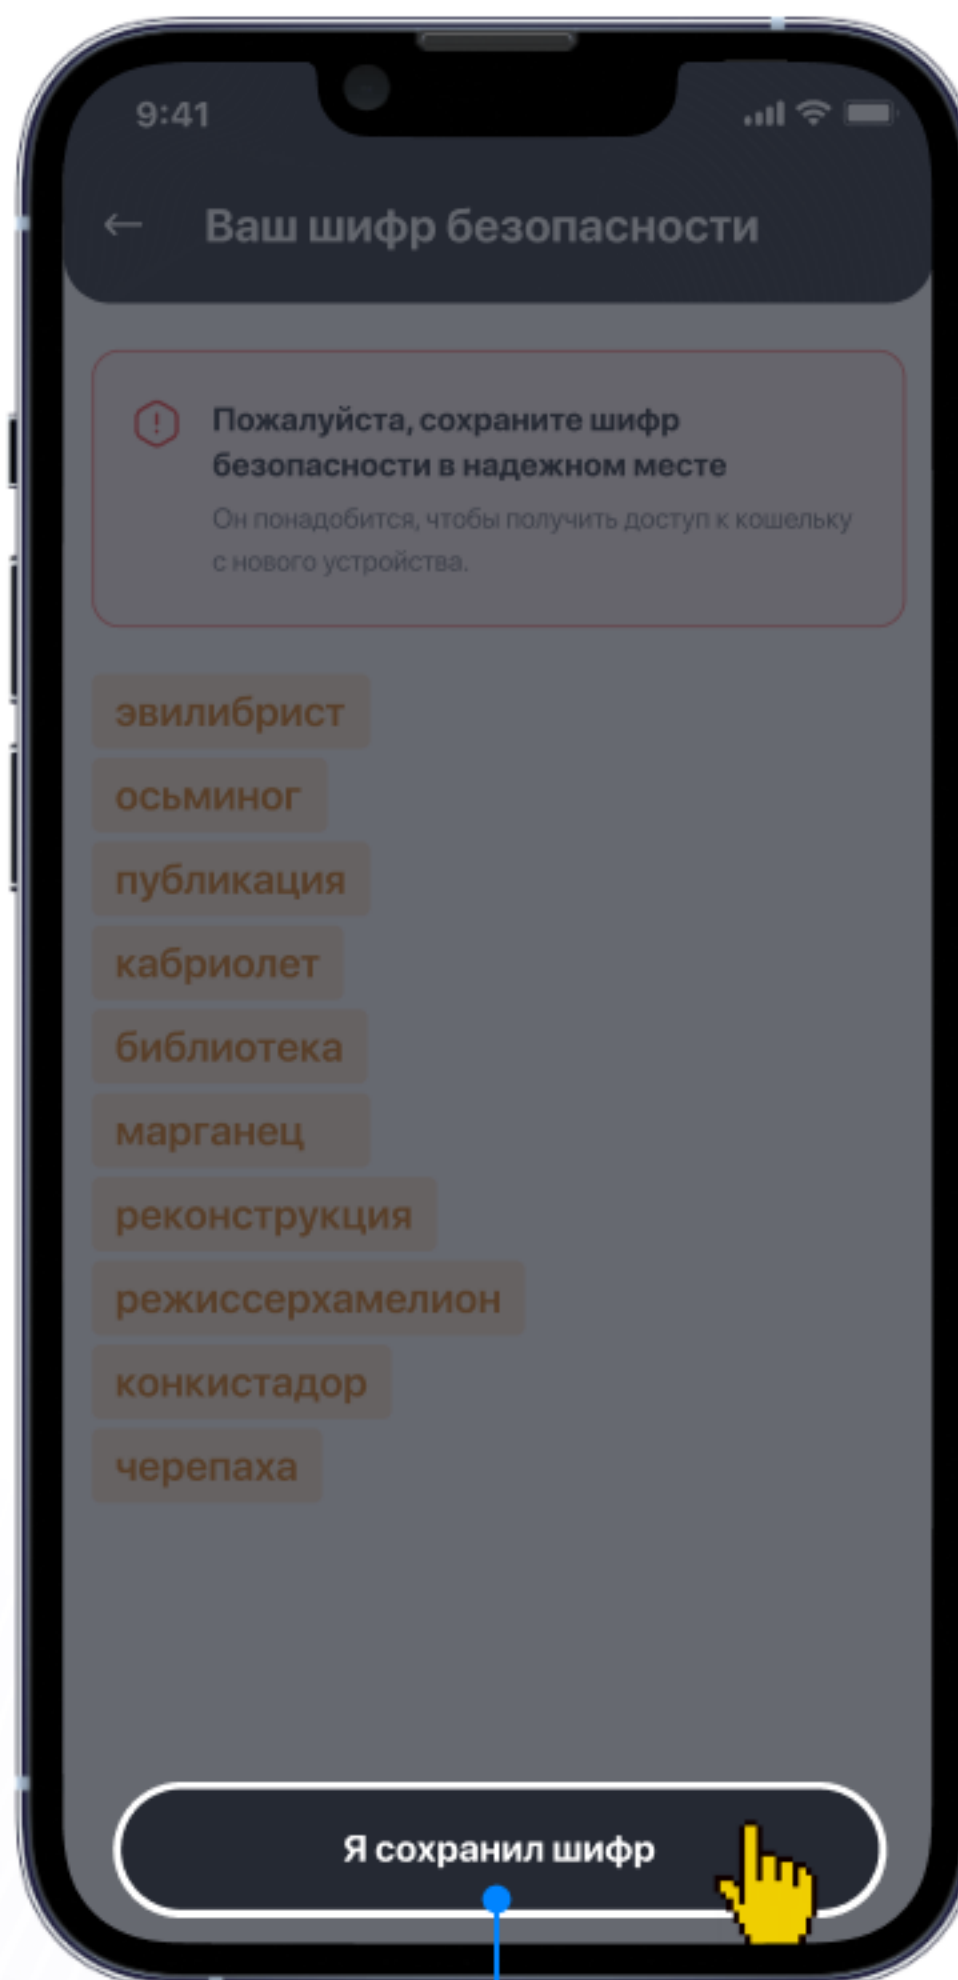 9:41
Ваш шифр безопасности
Пожалуйста, сохраните шифр
безопасности в надежном месте
Он понадобится, чтобы получить доступ к кошельку
с нового устройства.
эвилибрист
осьминог
публикация
кабриолет
библиотека
марганец
реконструкция
режиссерхамелион
конкистадор
черепаха
Я сохранил шифр